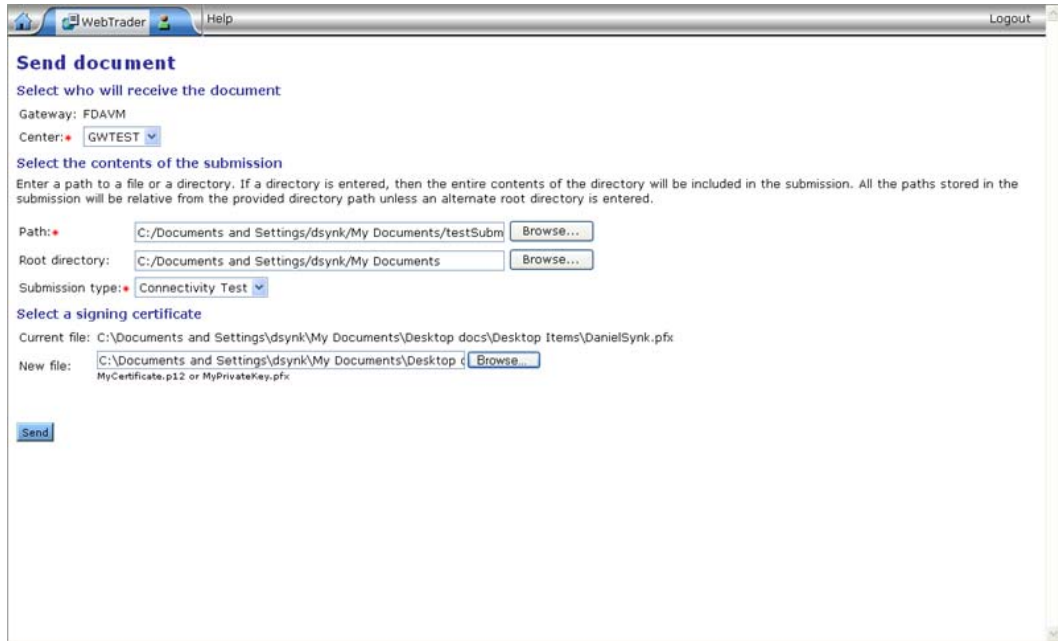 WebTrader Help Logout
Send document
Select who will receive the document
Gateway: FDAVM
Center:* GWTEST
Select the contents of the submission
Enter a path to a file or a directory. If a directory is entered, then the entire contents of the directory will be included in the submission. All the paths stored in the
submission will be relative from the provided directory path unless an alternate root directory is entered.
Path:* C:/Documents and Settings/dsynk/My Documents/testSubm Browse...
Root directory: C:/Documents and Settings/dsynk/My Documents Browse...
Submission type:* Connectivity Test
Select a signing certificate
Current file: C:\Documents and Settings\dsynk\My Documents\Desktop docs\Desktop Items\DanielSynk.pfx
New file: C:\Documents and Settings\dsynk\My Documents\Desktop d Browse...
MyCertificate.p12 or MyPrivateKey.pfx
Send